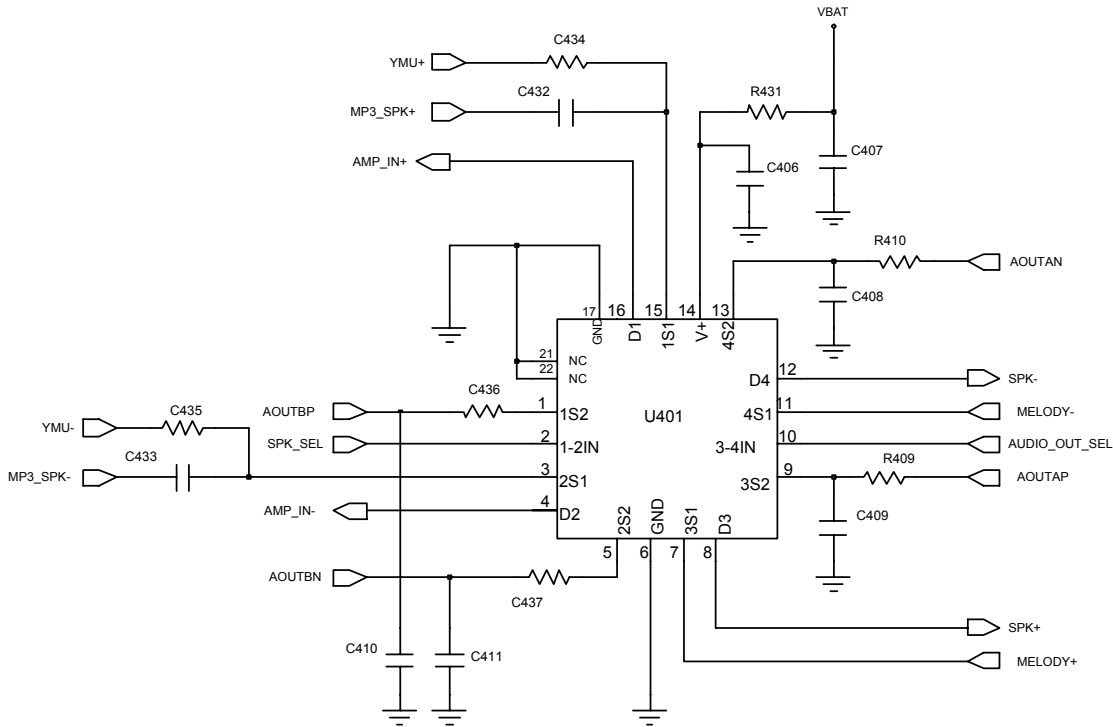 VBAT
C434
YMU+
C432
R431
MP3_SPK+
C407
AMP_IN+
C406
R410
AOUTAN
C408
17 16 15 14 13
GND
D1
1S1
V+
4S2
21 NC
22 NC
12
D4
SPK-
C436
AOUTBP
1
1S2
U401
11
4S1
MELODY-
C435
YMU-
SPK_SEL
2
1-2IN
10
3-4IN
AUDIO_OUT_SEL
C433
MP3_SPK-
3
2S1
9
3S2
R409
AOUTAP
AMP_IN-
4
D2
C409
2S2
GND
3S1
D3
5 6 7 8
AOUTBN
C437
SPK+
C410
C411
MELODY+